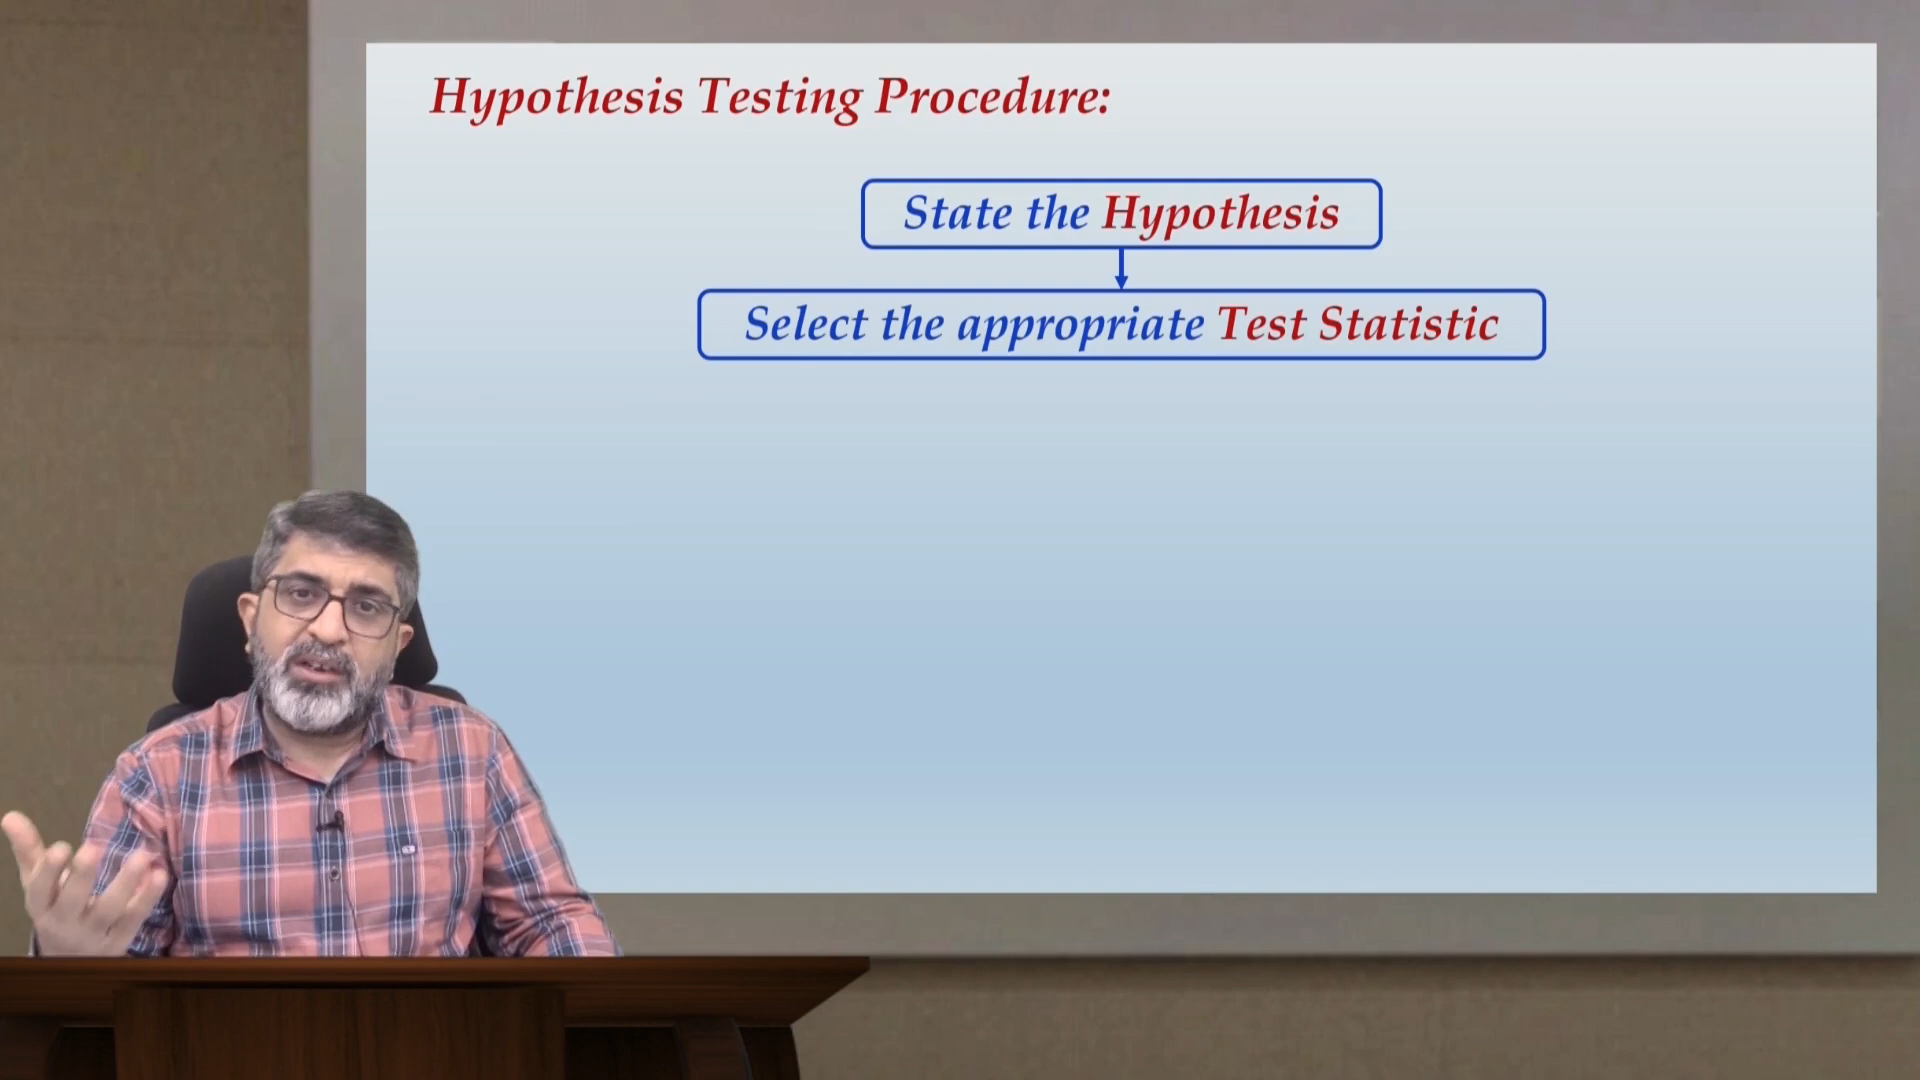 Hypothesis Testing Procedure:
State the Hypothesis
Select the appropriate Test Statistic